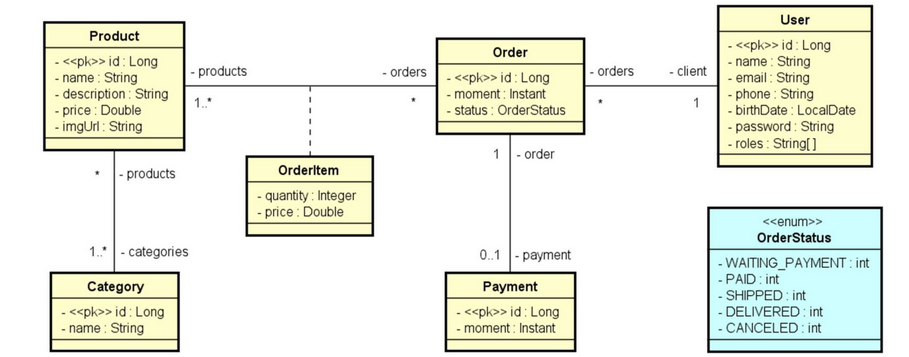 Product
- <<pk>> id : Long
- name : String
- description : String
- price : Double
- imgUrl : String
- products
1..*
- orders
*
Order
- <<pk>> id : Long
- moment : Instant
- status : OrderStatus
- orders
*
- client
1
User
- <<pk>> id : Long
- name : String
- email : String
- phone : String
- birthDate : LocalDate
- password : String
- roles : String[ ]
* - products
1..* - categories
OrderItem
- quantity : Integer
- price : Double
1 - order
0..1 - payment
Category
- <<pk>> id : Long
- name : String
Payment
- <<pk>> id : Long
- moment : Instant
<<enum>>
OrderStatus
- WAITING_PAYMENT : int
- PAID : int
- SHIPPED : int
- DELIVERED : int
- CANCELED : int